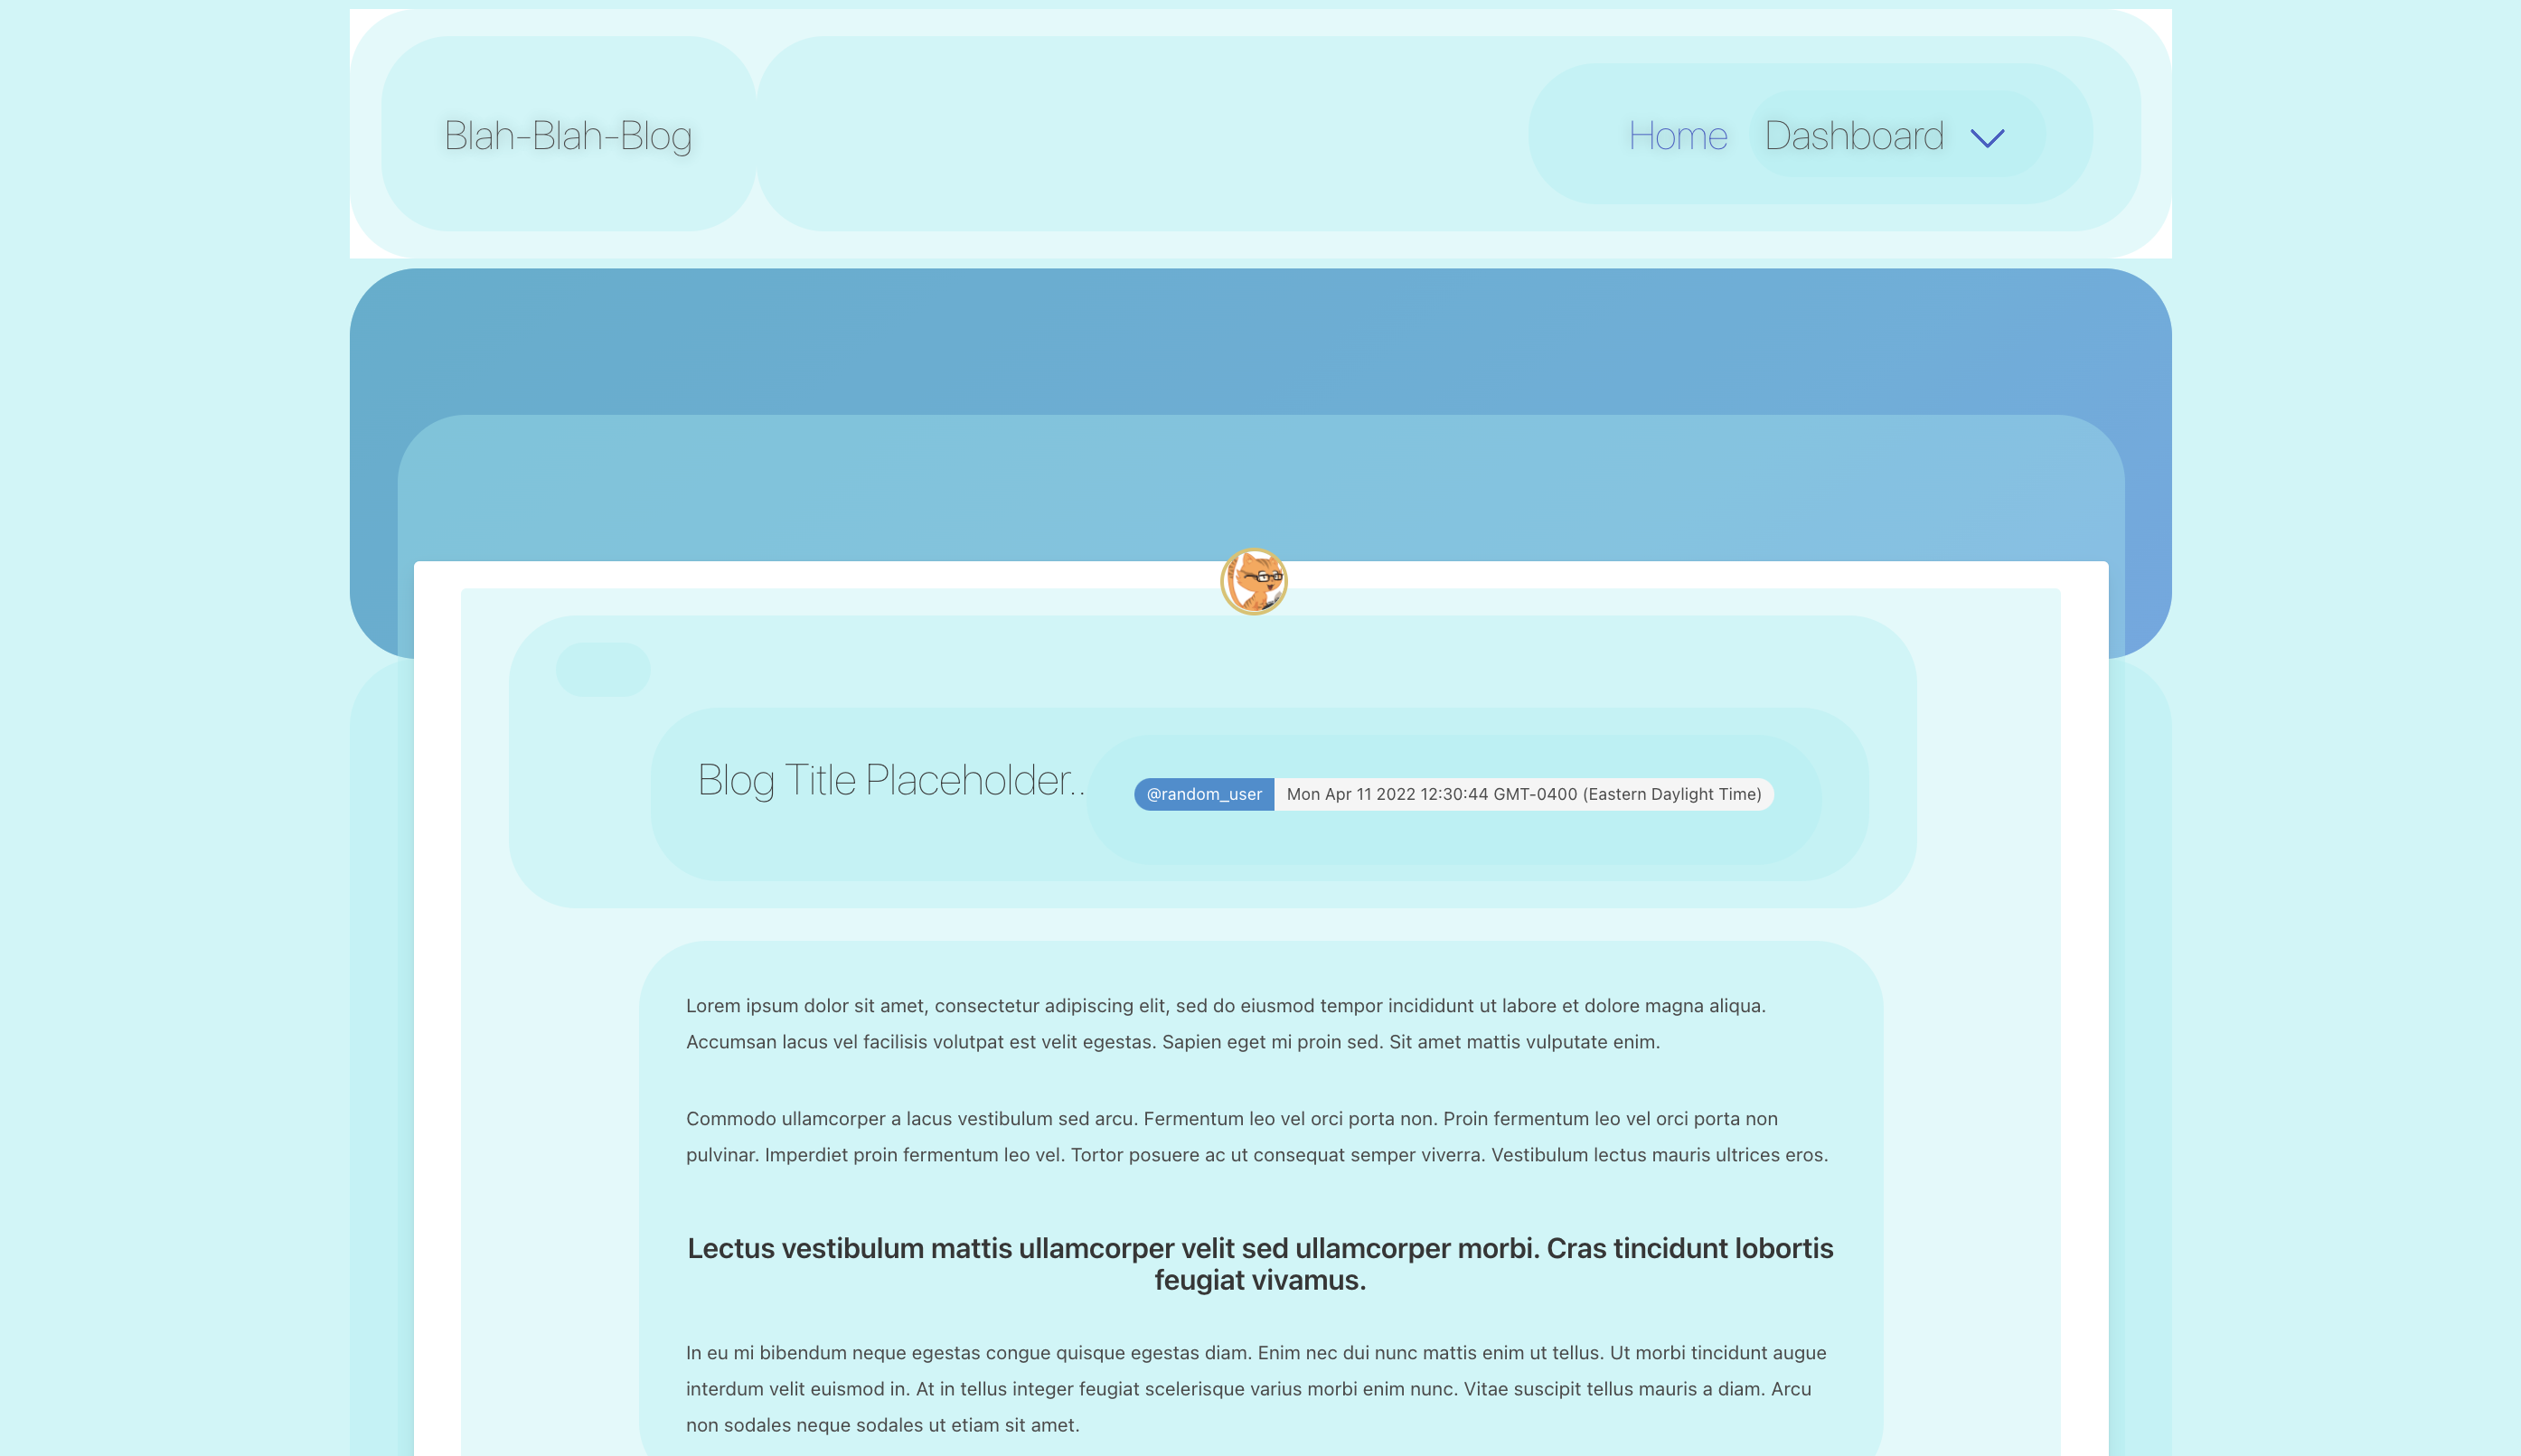 Blah-Blah-Blog
Home Dashboard
Blog Title Placeholder..
@random_user Mon Apr 11 2022 12:30:44 GMT-0400 (Eastern Daylight Time)
Lorem ipsum dolor sit amet, consectetur adipiscing elit, sed do eiusmod tempor incididunt ut labore et dolore magna aliqua.
Accumsan lacus vel facilisis volutpat est velit egestas. Sapien eget mi proin sed. Sit amet mattis vulputate enim.
Commodo ullamcorper a lacus vestibulum sed arcu. Fermentum leo vel orci porta non. Proin fermentum leo vel orci porta non
pulvinar. Imperdiet proin fermentum leo vel. Tortor posuere ac ut consequat semper viverra. Vestibulum lectus mauris ultrices eros.
Lectus vestibulum mattis ullamcorper velit sed ullamcorper morbi. Cras tincidunt lobortis
feugiat vivamus.
In eu mi bibendum neque egestas congue quisque egestas diam. Enim nec dui nunc mattis enim ut tellus. Ut morbi tincidunt augue
interdum velit euismod in. At in tellus integer feugiat scelerisque varius morbi enim nunc. Vitae suscipit tellus mauris a diam. Arcu
non sodales neque sodales ut etiam sit amet.